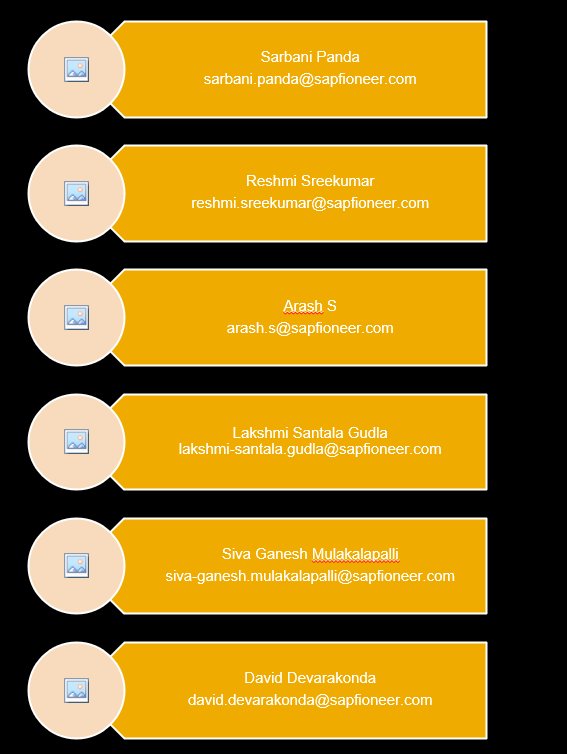 Sarbani Panda
sarbani.panda@sapfioneer.com
Reshmi Sreekumar
reshmi.sreekumar@sapfioneer.com
Arash S
arash.s@sapfioneer.com
Lakshmi Santala Gudla
lakshmi-santala.gudla@sapfioneer.com
Siva Ganesh Mulakalapalli
siva-ganesh.mulakalapalli@sapfioneer.com
David Devarakonda
david.devarakonda@sapfioneer.com